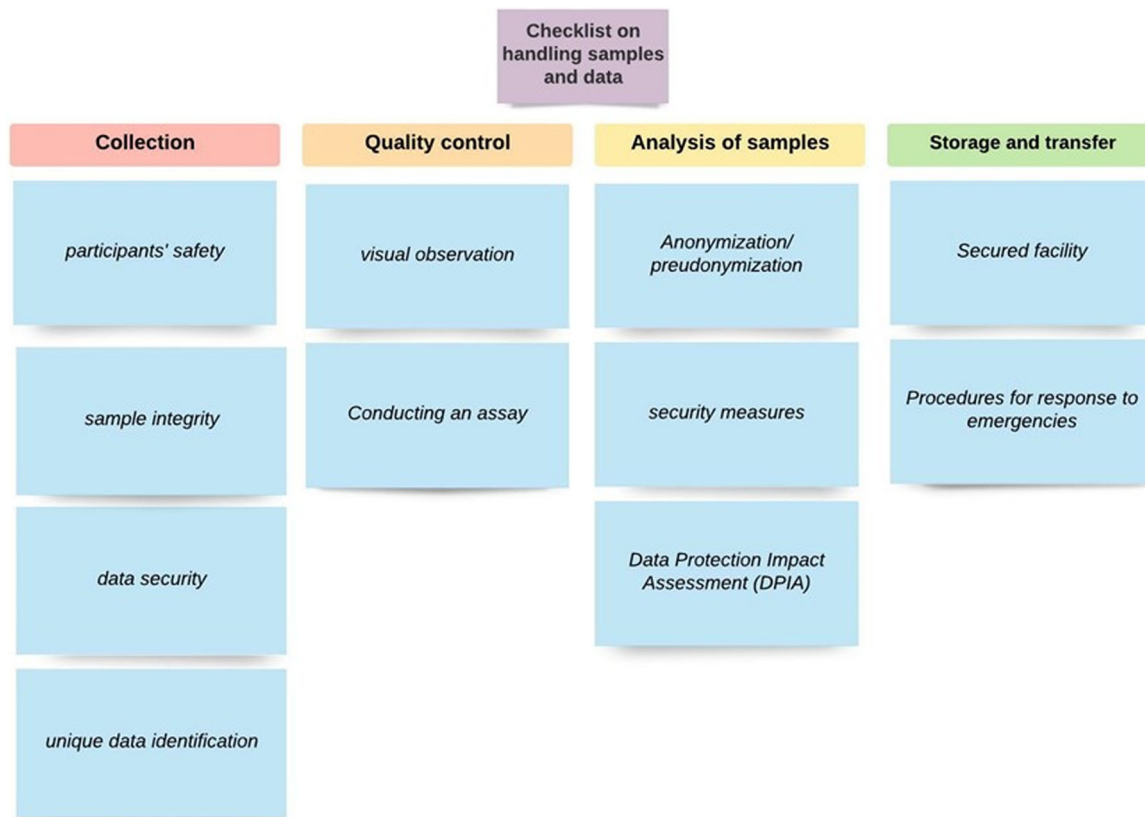 Checklist on
handling samples
and data
Collection
participants' safety
sample integrity
data security
unique data identification
Quality control
visual observation
Conducting an assay
Analysis of samples
Anonymization/
preudonymization
security measures
Data Protection Impact
Assessment (DPIA)
Storage and transfer
Secured facility
Procedures for response to
emergencies